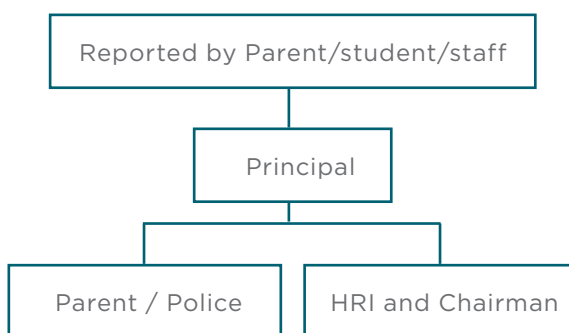 Reported by Parent/student/staff
Principal
Parent / Police
HRI and Chairman